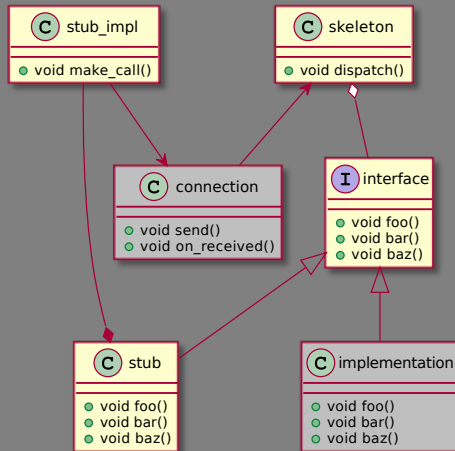 C stub_impl
void make_call()
C skeleton
void dispatch()
C connection
void send()
void on_received()
I interface
void foo()
void bar()
void baz()
C stub
void foo()
void bar()
void baz()
C implementation
void foo()
void bar()
void baz()